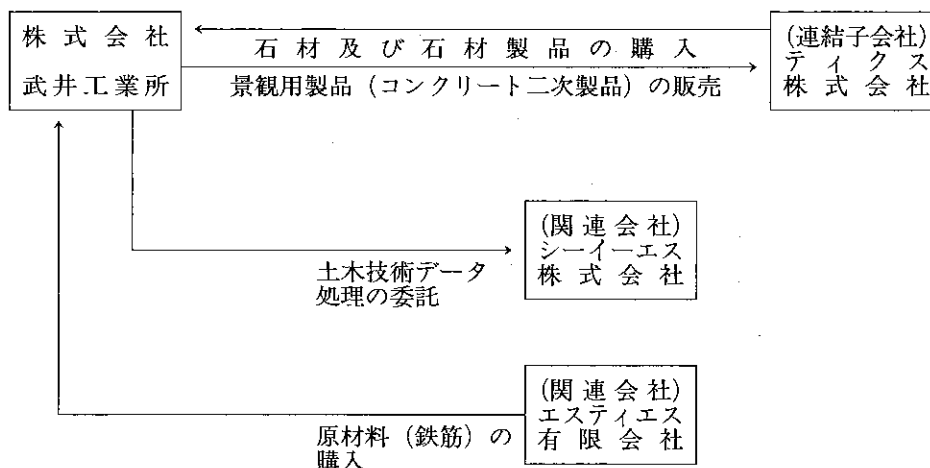 株式会社
武井工業所
石材及び石材製品の購入
景観用製品（コンクリート二次製品）の販売
(連結子会社)
ティクス
株式会社
土木技術データ
処理の委託
(関連会社)
シーイーエス
株式会社
原材料（鉄筋）の
購入
(関連会社)
エスティエス
有限会社